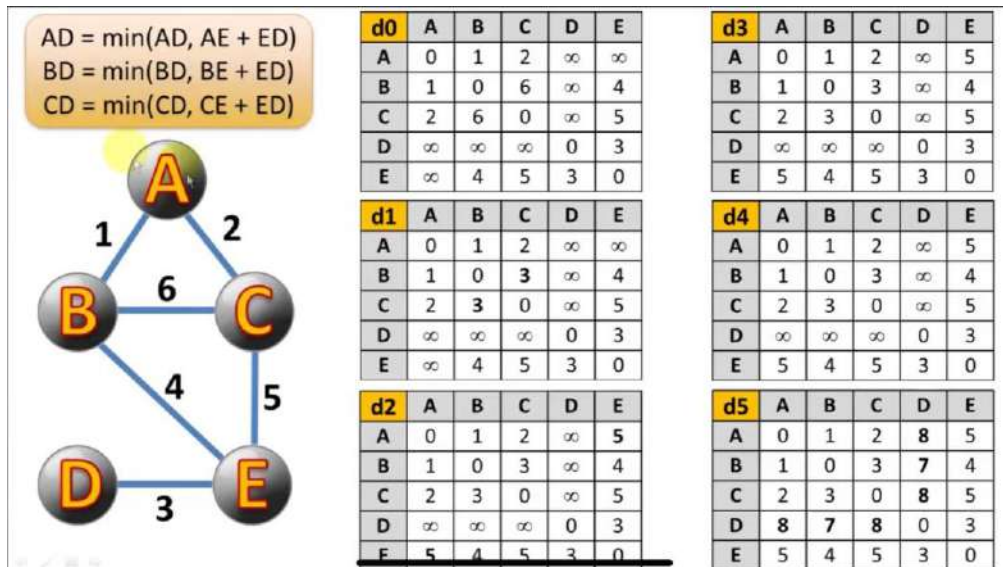 AD = min(AD, AE + ED)
BD = min(BD, BE + ED)
CD = min(CD, CE + ED)
A
1 2
B 6 C
4 5
D 3 E
d0 A B C D E
A 0 1 2 ∞ ∞
B 1 0 6 ∞ 4
C 2 6 0 ∞ 5
D ∞ ∞ ∞ 0 3
E ∞ 4 5 3 0
d1 A B C D E
A 0 1 2 ∞ ∞
B 1 0 3 ∞ 4
C 2 3 0 ∞ 5
D ∞ ∞ ∞ 0 3
E ∞ 4 5 3 0
d2 A B C D E
A 0 1 2 ∞ 5
B 1 0 3 ∞ 4
C 2 3 0 ∞ 5
D ∞ ∞ ∞ 0 3
E 5 4 5 3 0
d3 A B C D E
A 0 1 2 ∞ 5
B 1 0 3 ∞ 4
C 2 3 0 ∞ 5
D ∞ ∞ ∞ 0 3
E 5 4 5 3 0
d4 A B C D E
A 0 1 2 ∞ 5
B 1 0 3 ∞ 4
C 2 3 0 ∞ 5
D ∞ ∞ ∞ 0 3
E 5 4 5 3 0
d5 A B C D E
A 0 1 2 8 5
B 1 0 3 7 4
C 2 3 0 8 5
D 8 7 8 0 3
E 5 4 5 3 0